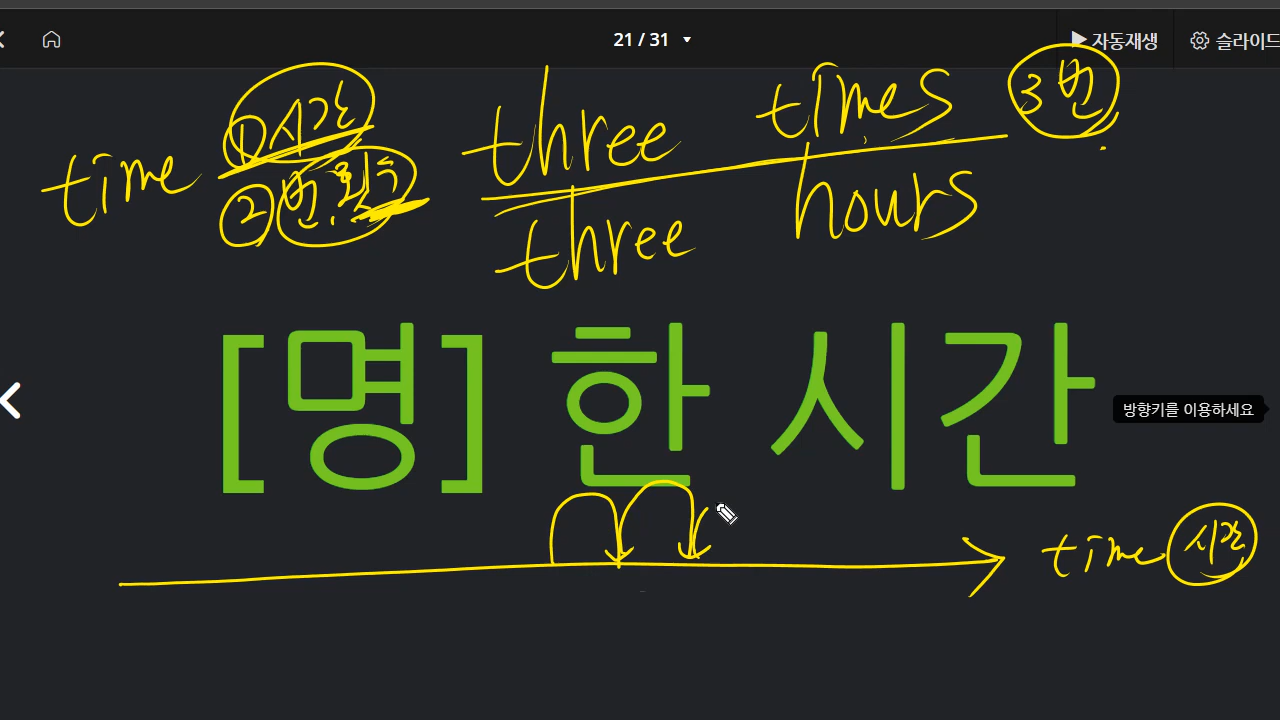 21 / 31
자동재생
슬라이드
time ①시간 ②번.횟수
three times 3번
three hours
[명] 한 시간
방향키를 이용하세요
time 시간